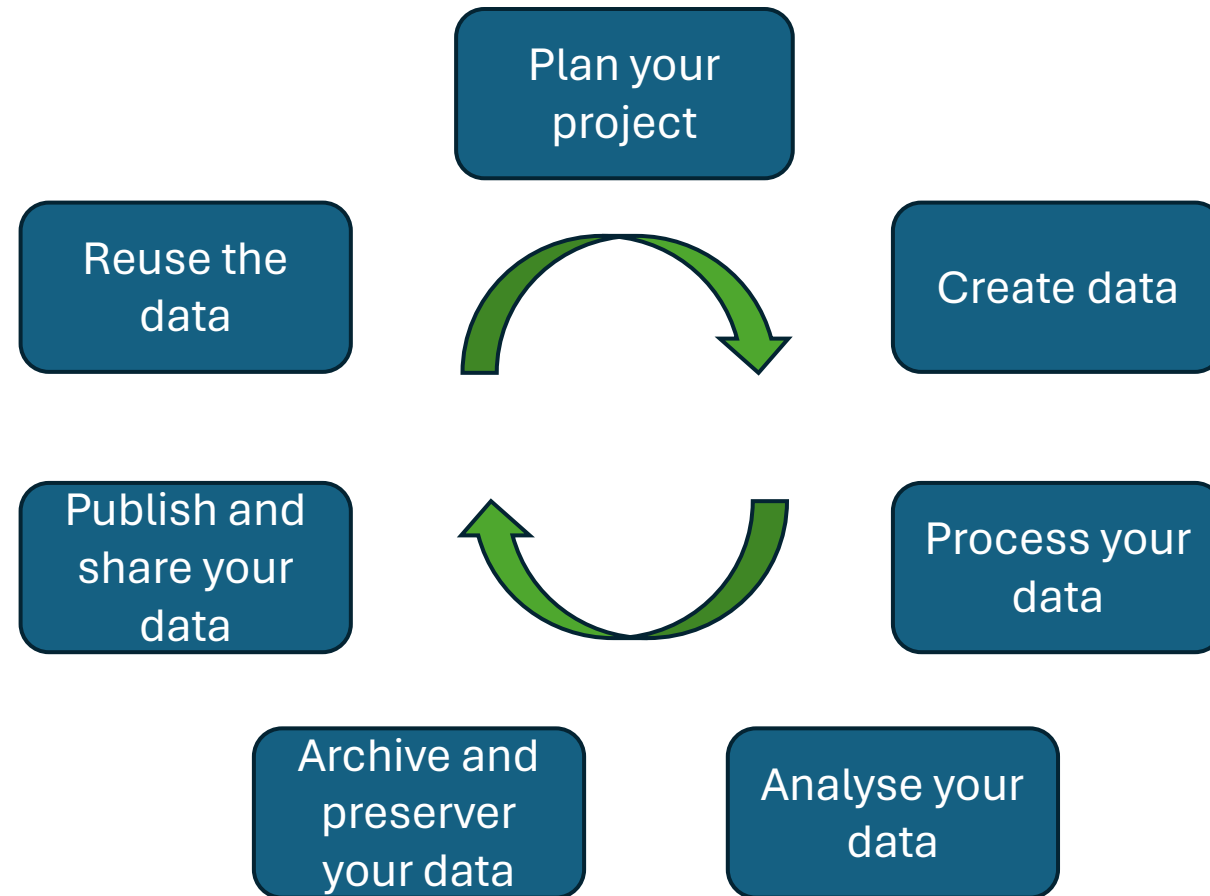 Plan your
project
Create data
Process your
data
Analyse your
data
Archive and
preserver
your data
Publish and
share your
data
Reuse the
data